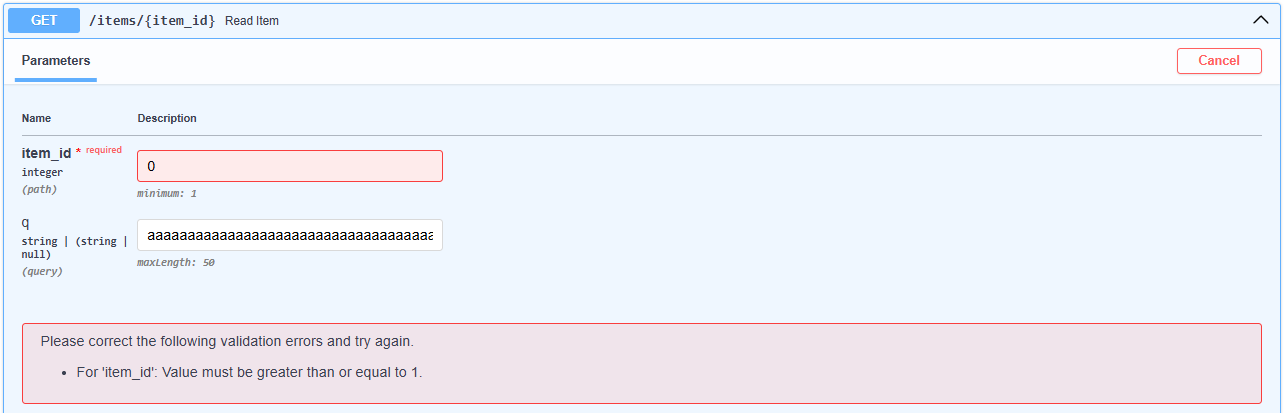 GET /items/{item_id} Read Item
Parameters Cancel
Name Description
item_id * required
0
integer
(path)
minimum: 1
q
aaaaaaaaaaaaaaaaaaaaaaaaaaaaaaaaaaaa
string | (string |
null)
(query)
maxLength: 50
Please correct the following validation errors and try again.
• For 'item_id': Value must be greater than or equal to 1.